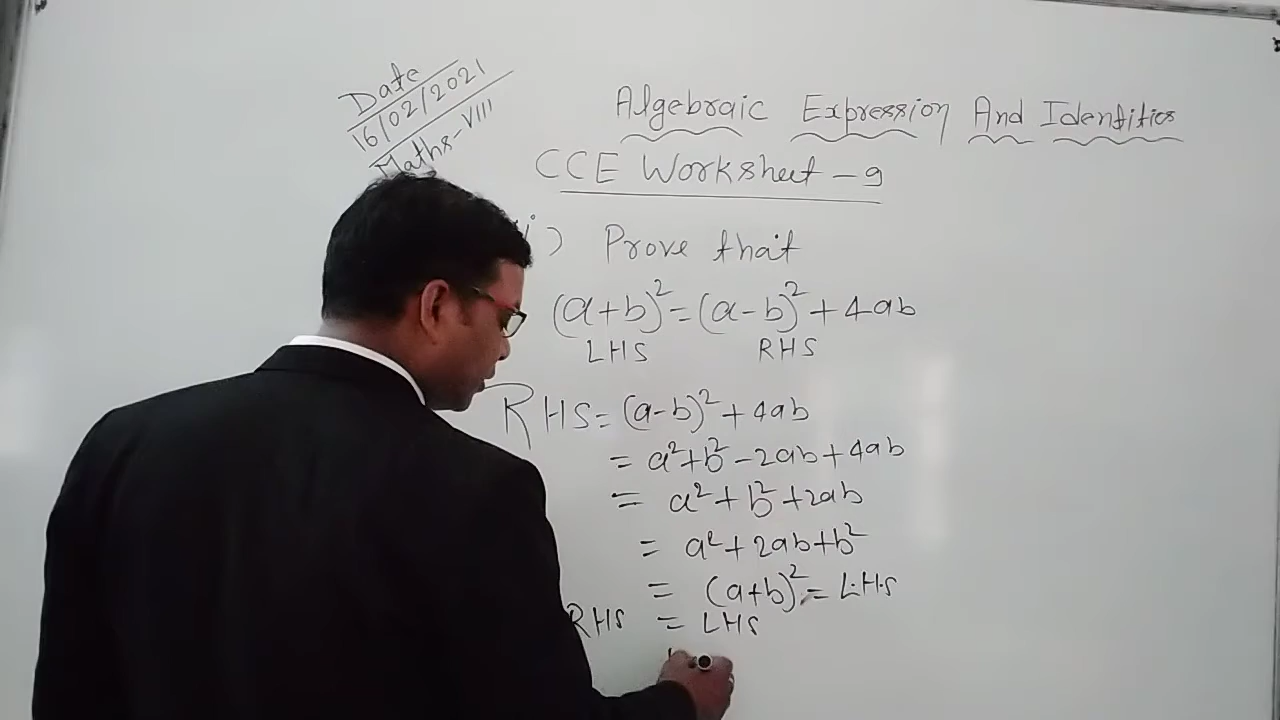 Date
16/02/2021
Maths-VIII
Algebraic Expression And Identities
CCE Worksheet - 9
i) Prove that
(a+b)² = (a-b)² + 4ab
LHS RHS
RHS = (a-b)² + 4ab
= a² + b² - 2ab + 4ab
= a² + b² + 2ab
= a² + 2ab + b²
= (a+b)² = L.H.S
RHS = LHS